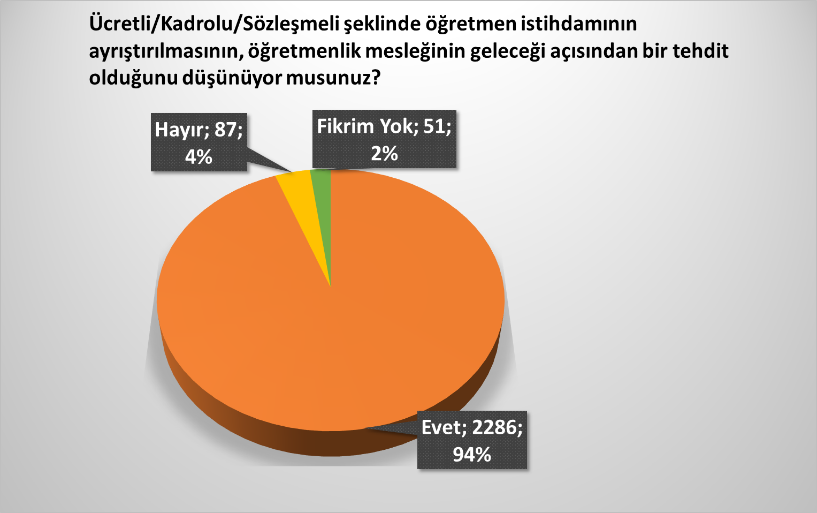 Ücretli/Kadrolu/Sözleşmeli şeklinde öğretmen istihdamının
ayrıştırılmasının, öğretmenlik mesleğinin geleceği açısından bir tehdit
olduğunu düşünüyor musunuz?
Hayır; 87;
4%
Fikrim Yok; 51;
2%
Evet; 2286;
94%